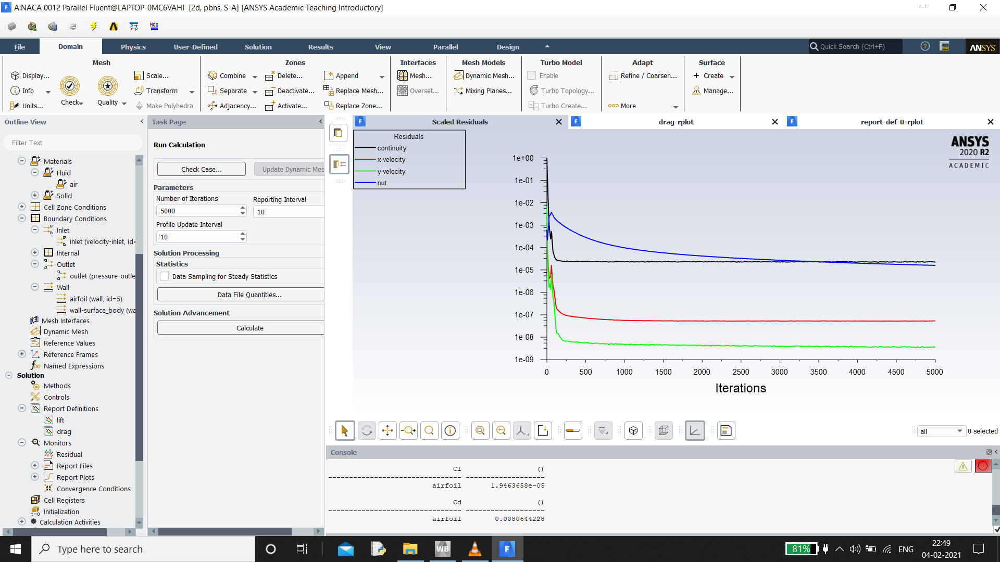 A:NACA 0012 Parallel Fluent@LAPTOP-0MC6VAHI [2d, pbns, S-A] [ANSYS Academic Teaching Introductory]
File Domain Physics User-Defined Solution Results View Parallel Design Quick Search (Ctrl+F) ANSYS
Mesh
Display...
Info
Units...
Check
Quality
Scale...
Transform
Make Polyhedra
Zones
Combine Delete... Append
Separate Deactivate... Replace Mesh...
Adjacency... Activate... Replace Zone...
Interfaces
Mesh...
Overset...
Mesh Models
Dynamic Mesh...
Mixing Planes...
Turbo Model
Enable
Turbo Topology...
Turbo Create...
Adapt
Refine / Coarsen...
More
Surface
Create
Manage...
Outline View
Filter Text
Materials
Fluid
air
Solid
Cell Zone Conditions
Boundary Conditions
Inlet
inlet (velocity-inlet, id=
Internal
Outlet
outlet (pressure-outle
Wall
airfoil (wall, id=5)
wall-surface_body (wa
Mesh Interfaces
Dynamic Mesh
Reference Values
Reference Frames
Named Expressions
Solution
Methods
Controls
Report Definitions
lift
drag
Monitors
Residual
Report Files
Report Plots
Convergence Conditions
Cell Registers
Initialization
Calculation Activities
Task Page
Run Calculation
Check Case... Update Dynamic Mes
Parameters
Number of Iterations Reporting Interval
5000 10
Profile Update Interval
10
Solution Processing
Statistics
Data Sampling for Steady Statistics
Data File Quantities...
Solution Advancement
Calculate
Scaled Residuals drag-rplot report-def-0-rplot
Residuals
continuity
x-velocity
y-velocity
nut
ANSYS
2020 R2
ACADEMIC
1e+00
1e-01
1e-02
1e-03
1e-04
1e-05
1e-06
1e-07
1e-08
1e-09
0 500 1000 1500 2000 2500 3000 3500 4000 4500 5000
Iterations
all 0 selected
Console
Cl ()
------------------------------ -------------------
airfoil 1.9463658e-05
Cd ()
------------------------------ -------------------
airfoil 0.0080644228
Type here to search
WB
81% ENG
22:49
04-02-2021